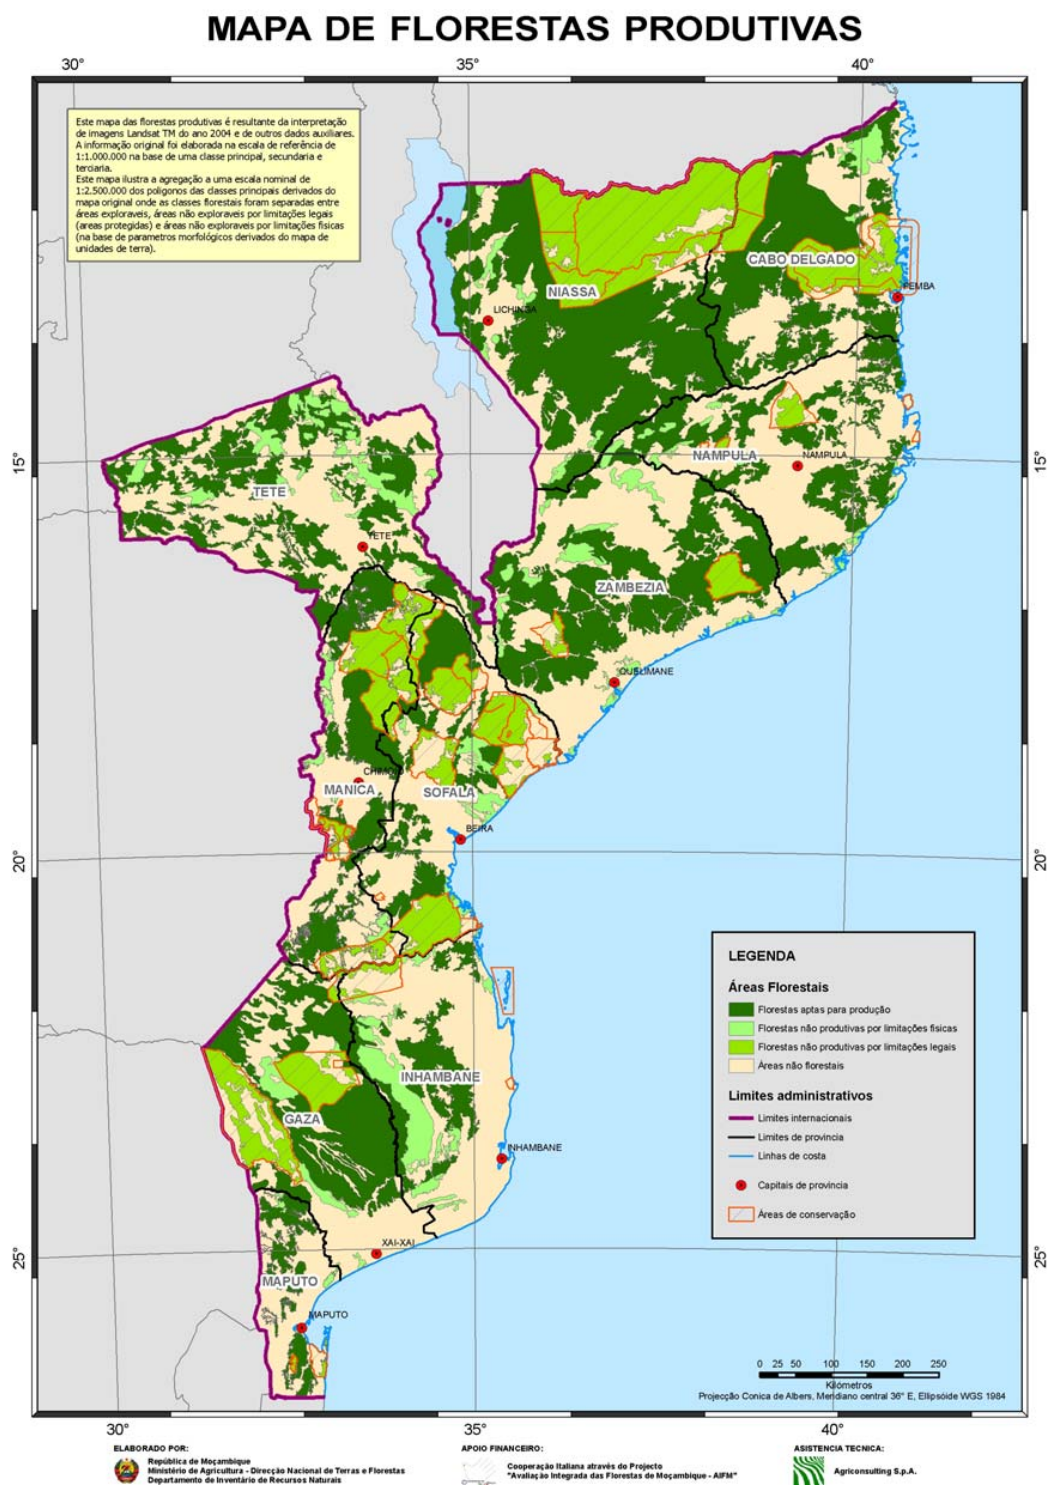 MAPA DE FLORESTAS PRODUTIVAS
30° 35° 40°
Este mapa das florestas produtivas é resultante da interpretação
de imagens Landsat TM do ano 2004 e de outros dados auxiliares.
A informação original foi elaborada na escala de referência de
1:1.000.000 na base de uma classe principal, secundaria e
terciaria.
Este mapa ilustra a agregação a uma escala nominal de
1:2.500.000 dos poligonos das classes principais derivados do
mapa original onde as classes florestais foram separadas entre
áreas exploraveis, áreas não exploraveis por limitações legais
(areas protegidas) e áreas não exploraveis por limitações fisicas
(na base de parametros morfológicos derivados do mapa de
unidades de terra).
CABO DELGADO
PEMBA
NIASSA
LICHINGA
15° 15°
NAMPULA
NAMPULA
TETE
TETE
ZAMBEZIA
QUELIMANE
CHIMOIO
MANICA
SOFALA
BEIRA
20° 20°
LEGENDA
Áreas Florestais
Florestas aptas para produção
Florestas não produtivas por limitações fisicas
Florestas não produtivas por limitações legais
Áreas não florestais
Limites administrativos
Limites internacionais
Limites de provincia
Linhas de costa
Capitais de provincia
Áreas de conservação
INHAMBANE
GAZA
INHAMBANE
XAI-XAI
25° 25°
MAPUTO
MAPUTO
0 25 50 100 150 200 250
Kilómetros
Projecção Conica de Albers, Meridiano central 36° E, Ellipsóide WGS 1984
30° 35° 40°
ELABORADO POR:
República de Moçambique
Ministério de Agricultura - Direcção Nacional de Terras e Florestas
Departamento de Inventário de Recursos Naturais
APOIO FINANCEIRO:
Cooperação Italiana através do Projecto
"Avaliação Integrada das Florestas de Moçambique - AIFM"
ASISTENCIA TECNICA:
Agriconsulting S.p.A.